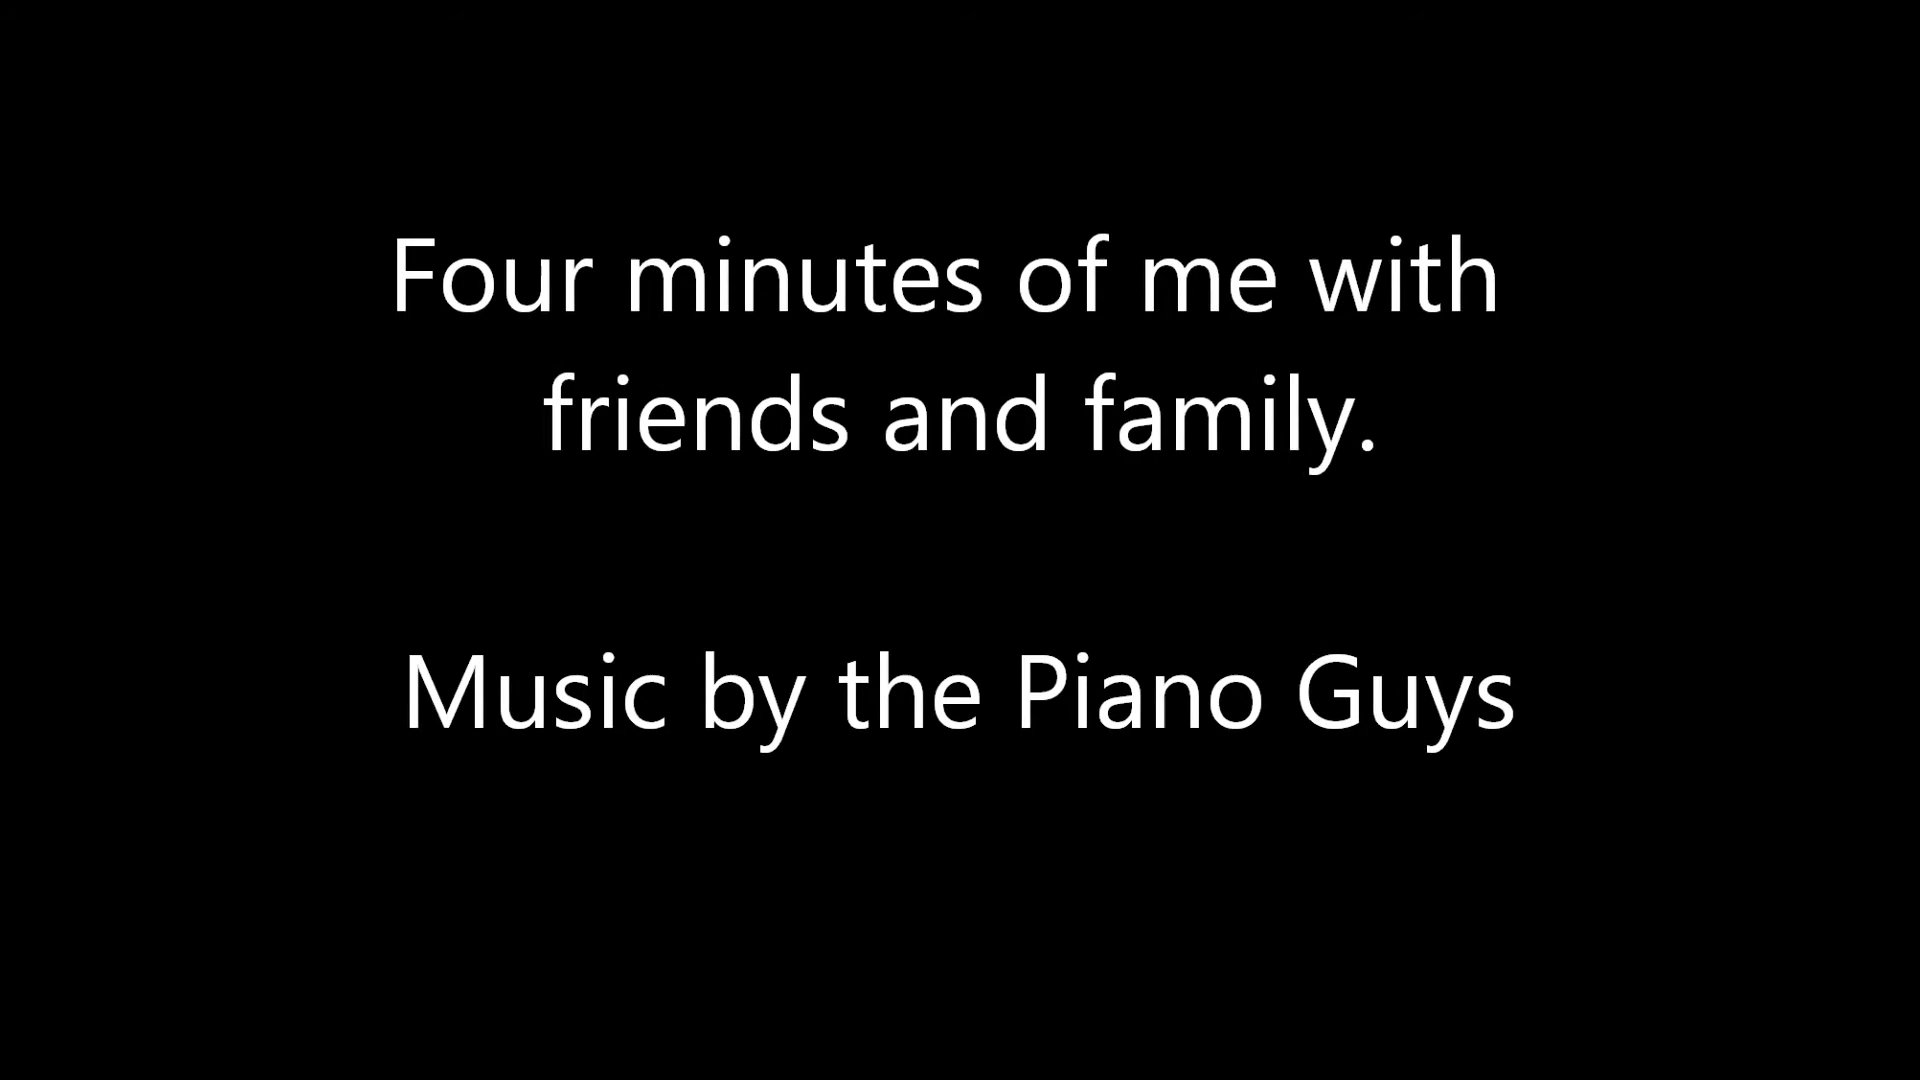 Four minutes of me with
friends and family.
Music by the Piano Guys